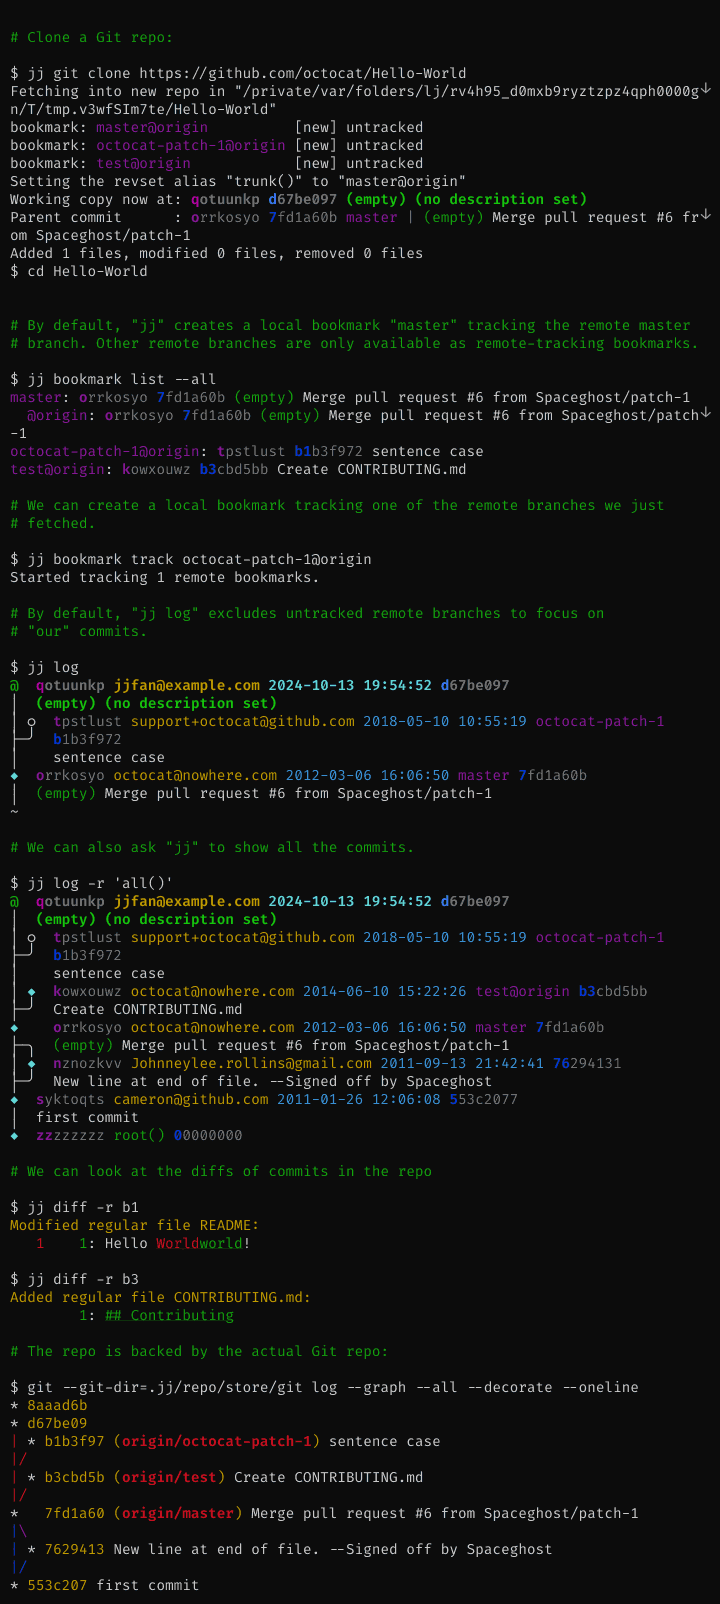 # Clone a Git repo:
$ jj git clone https://github.com/octocat/Hello-World
Fetching into new repo in "/private/var/folders/lj/rv4h95_d0mxb9ryztzpz4qph0000g↓
n/T/tmp.v3wfSIm7te/Hello-World"
bookmark: master@origin          [new] untracked
bookmark: octocat-patch-1@origin [new] untracked
bookmark: test@origin            [new] untracked
Setting the revset alias "trunk()" to "master@origin"
Working copy now at: qotuunkp d67be097 (empty) (no description set)
Parent commit      : orrkosyo 7fd1a60b master | (empty) Merge pull request #6 fr↓
om Spaceghost/patch-1
Added 1 files, modified 0 files, removed 0 files
$ cd Hello-World
# By default, "jj" creates a local bookmark "master" tracking the remote master
# branch. Other remote branches are only available as remote-tracking bookmarks.
$ jj bookmark list --all
master: orrkosyo 7fd1a60b (empty) Merge pull request #6 from Spaceghost/patch-1
  @origin: orrkosyo 7fd1a60b (empty) Merge pull request #6 from Spaceghost/patch↓
-1
octocat-patch-1@origin: tpstlust b1b3f972 sentence case
test@origin: kowxouwz b3cbd5bb Create CONTRIBUTING.md
# We can create a local bookmark tracking one of the remote branches we just
# fetched.
$ jj bookmark track octocat-patch-1@origin
Started tracking 1 remote bookmarks.
# By default, "jj log" excludes untracked remote branches to focus on
# "our" commits.
$ jj log
@  qotuunkp jjfan@example.com 2024-10-13 19:54:52 d67be097
│  (empty) (no description set)
│ ○  tpstlust support+octocat@github.com 2018-05-10 10:55:19 octocat-patch-1
├─╯  b1b3f972
│    sentence case
◆  orrkosyo octocat@nowhere.com 2012-03-06 16:06:50 master 7fd1a60b
│  (empty) Merge pull request #6 from Spaceghost/patch-1
~
# We can also ask "jj" to show all the commits.
$ jj log -r 'all()'
@  qotuunkp jjfan@example.com 2024-10-13 19:54:52 d67be097
│  (empty) (no description set)
│ ○  tpstlust support+octocat@github.com 2018-05-10 10:55:19 octocat-patch-1
├─╯  b1b3f972
│    sentence case
│ ◆  kowxouwz octocat@nowhere.com 2014-06-10 15:22:26 test@origin b3cbd5bb
├─╯  Create CONTRIBUTING.md
◆    orrkosyo octocat@nowhere.com 2012-03-06 16:06:50 master 7fd1a60b
├─╮  (empty) Merge pull request #6 from Spaceghost/patch-1
│ ◆  nznozkvv Johnneylee.rollins@gmail.com 2011-09-13 21:42:41 76294131
├─╯  New line at end of file. --Signed off by Spaceghost
◆  syktoqts cameron@github.com 2011-01-26 12:06:08 553c2077
│  first commit
◆  zzzzzzzz root() 00000000
# We can look at the diffs of commits in the repo
$ jj diff -r b1
Modified regular file README:
   1    1: Hello Worldworld!
$ jj diff -r b3
Added regular file CONTRIBUTING.md:
        1: ## Contributing
# The repo is backed by the actual Git repo:
$ git --git-dir=.jj/repo/store/git log --graph --all --decorate --oneline
* 8aaad6b
* d67be09
| * b1b3f97 (origin/octocat-patch-1) sentence case
|/
| * b3cbd5b (origin/test) Create CONTRIBUTING.md
|/
*   7fd1a60 (origin/master) Merge pull request #6 from Spaceghost/patch-1
|\
| * 7629413 New line at end of file. --Signed off by Spaceghost
|/
* 553c207 first commit